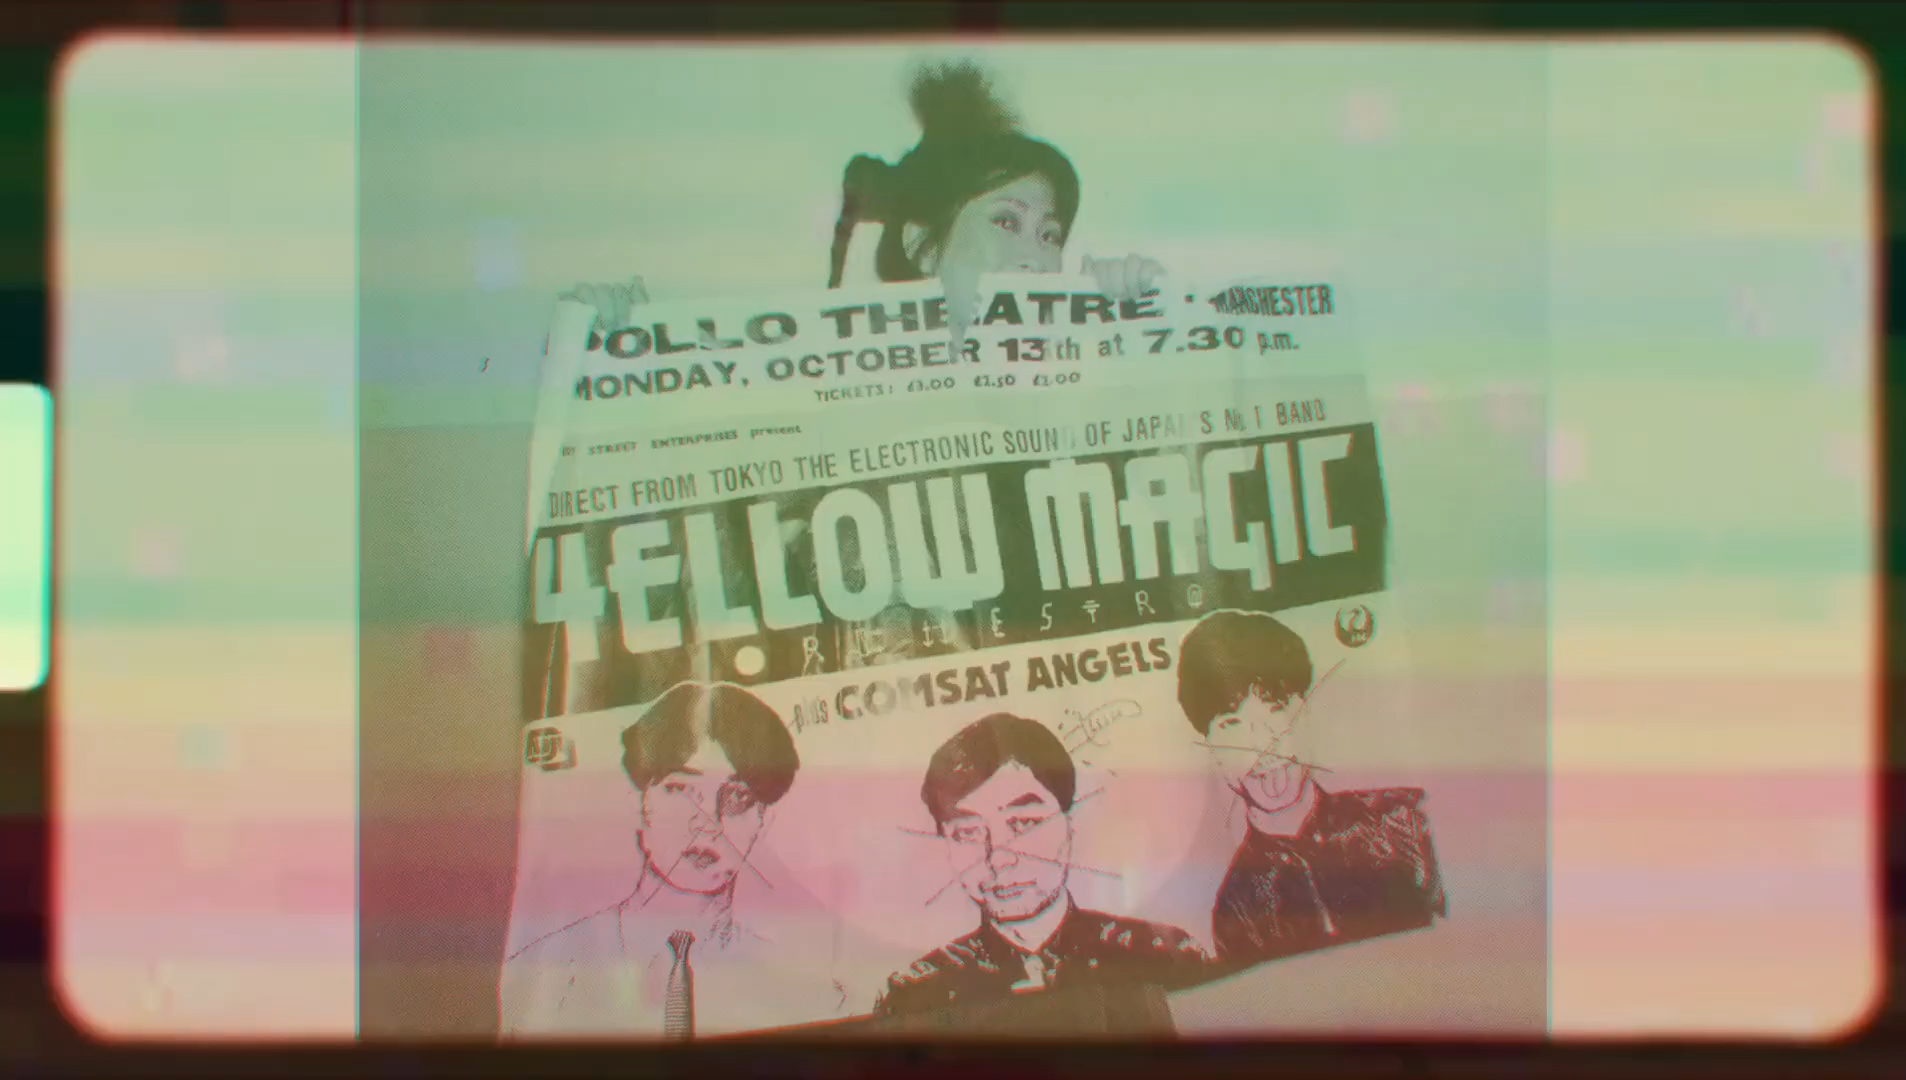 POLLO THEATRE · MANCHESTER
MONDAY, OCTOBER 13th at 7.30 p.m.
TICKETS: £3.00 £2.50 £2.00
STREET ENTERPRISES present
DIRECT FROM TOKYO THE ELECTRONIC SOUND OF JAPAN'S No 1 BAND
YELLOW MAGIC
ORCHESTRA
plus COMSAT ANGELS
JAL